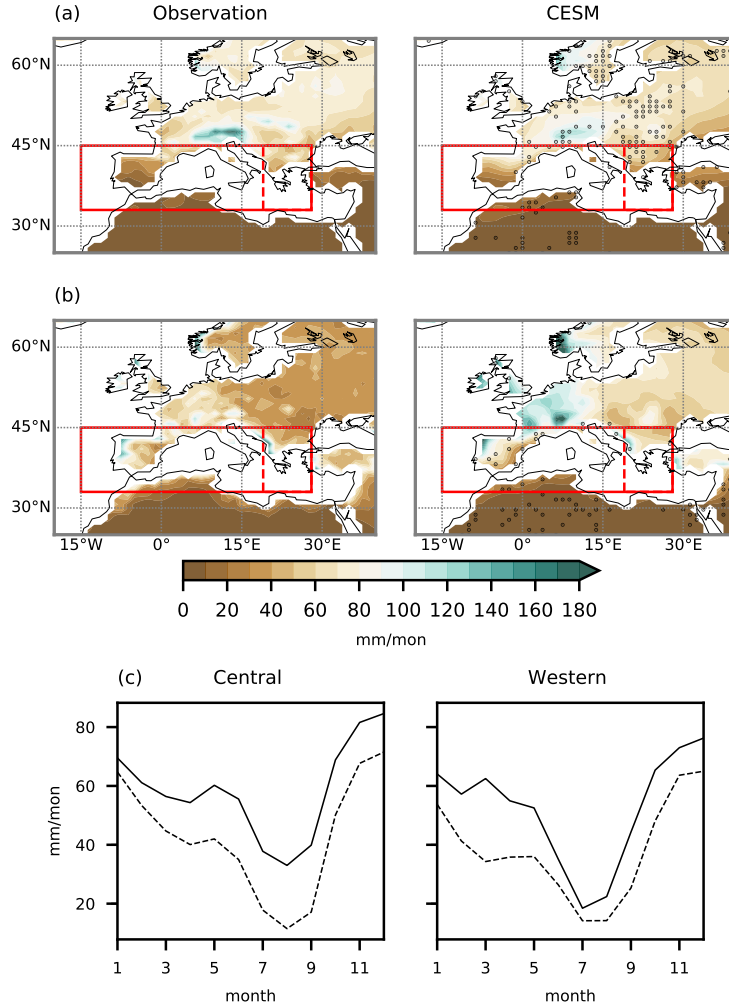 (a) Observation CESM
60°N
45°N
30°N
(b)
60°N
45°N
30°N
15°W 0° 15°E 30°E 0° 15°E 30°E
0 20 40 60 80 100 120 140 160 180
mm/mon
(c) Central Western
80
60
40
20
mm/mon
1 3 5 7 9 11 1 3 5 7 9 11
month month